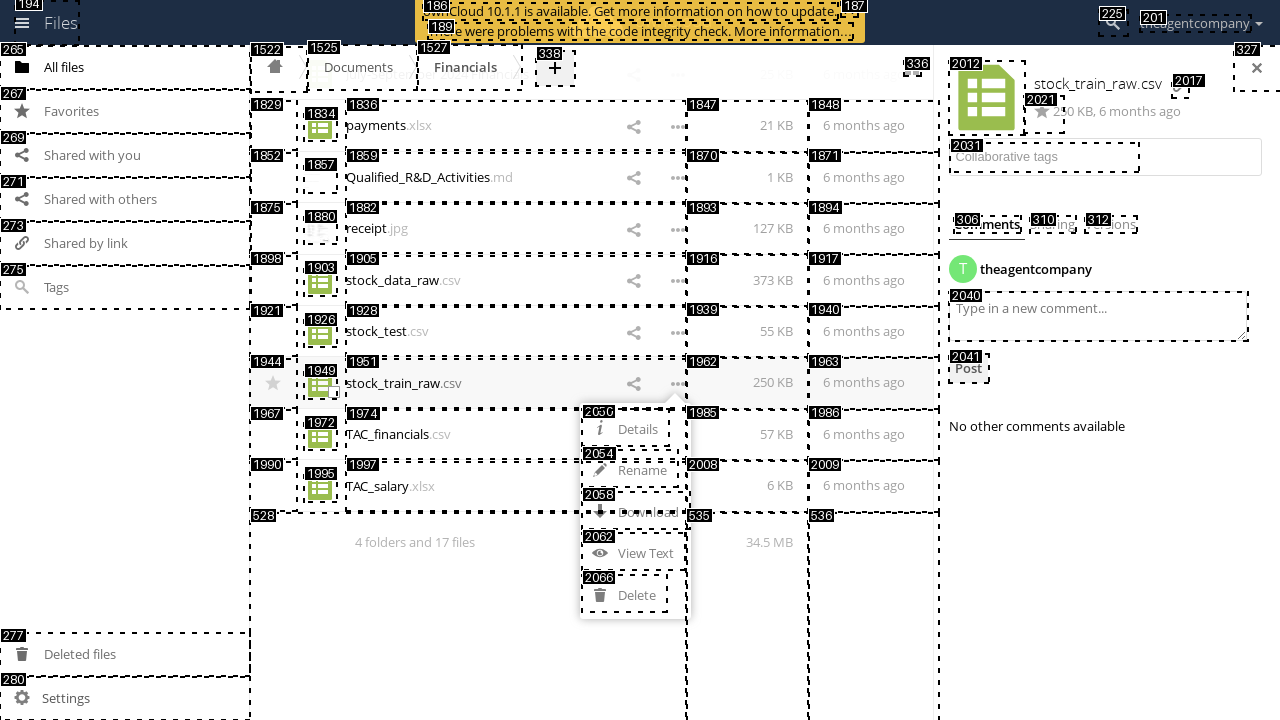 194
Files
186
ownCloud 10.1.1 is available. Get more information on how to update.
187
189
There were problems with the code integrity check. More information…
225
201
theagentcompany
265
All files
267
Favorites
269
Shared with you
271
Shared with others
273
Shared by link
275
Tags
277
Deleted files
280
Settings
1522
1525
Documents
1527
Financials
338
+
336
327
1829
1834
1836
payments.xlsx
1847
21 KB
1848
6 months ago
1852
1857
1859
Qualified_R&D_Activities.md
1870
1 KB
1871
6 months ago
1875
1880
1882
receipt.jpg
1893
127 KB
1894
6 months ago
1898
1903
1905
stock_data_raw.csv
1916
373 KB
1917
6 months ago
1921
1926
1928
stock_test.csv
1939
55 KB
1940
6 months ago
1944
1949
1951
stock_train_raw.csv
1962
250 KB
1963
6 months ago
1967
1972
1974
TAC_financials.csv
1985
57 KB
1986
6 months ago
1990
1995
1997
TAC_salary.xlsx
2008
6 KB
2009
6 months ago
528
535
536
4 folders and 17 files
34.5 MB
2050
Details
2054
Rename
2058
Download
2062
View Text
2066
Delete
2012
stock_train_raw.csv
2017
2021
250 KB, 6 months ago
2031
Collaborative tags
306
Comments
310
Sharing
312
Versions
T
theagentcompany
2040
Type in a new comment...
2041
Post
No other comments available